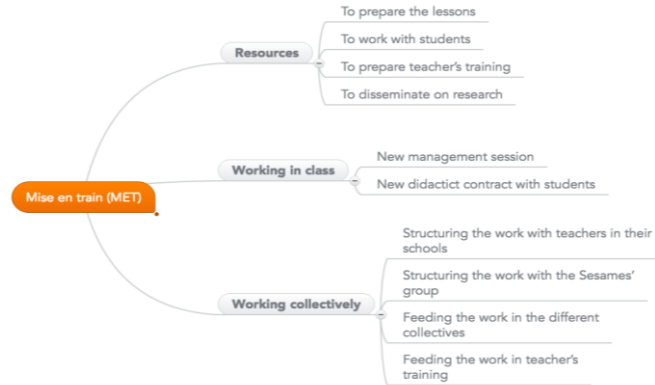 Mise en train (MET)
Resources
To prepare the lessons
To work with students
To prepare teacher's training
To disseminate on research
Working in class
New management session
New didactict contract with students
Working collectively
Structuring the work with teachers in their
schools
Structuring the work with the Sesames'
group
Feeding the work in the different
collectives
Feeding the work in teacher's
training